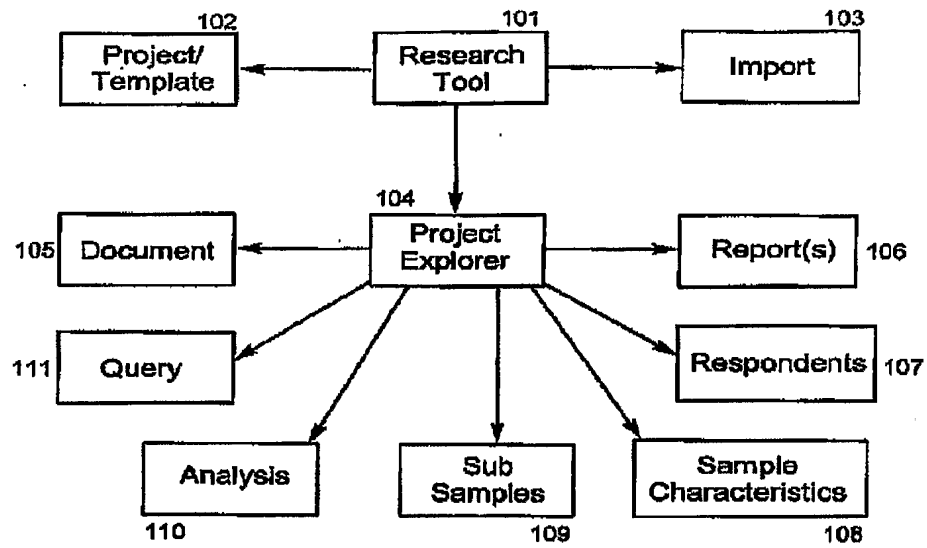 102
101
103
Project/
Template
Research
Tool
Import
104
105
Document
Project
Explorer
Report(s)
106
111
Query
Respondents
107
Analysis
Sub
Samples
Sample
Characteristics
110
109
108